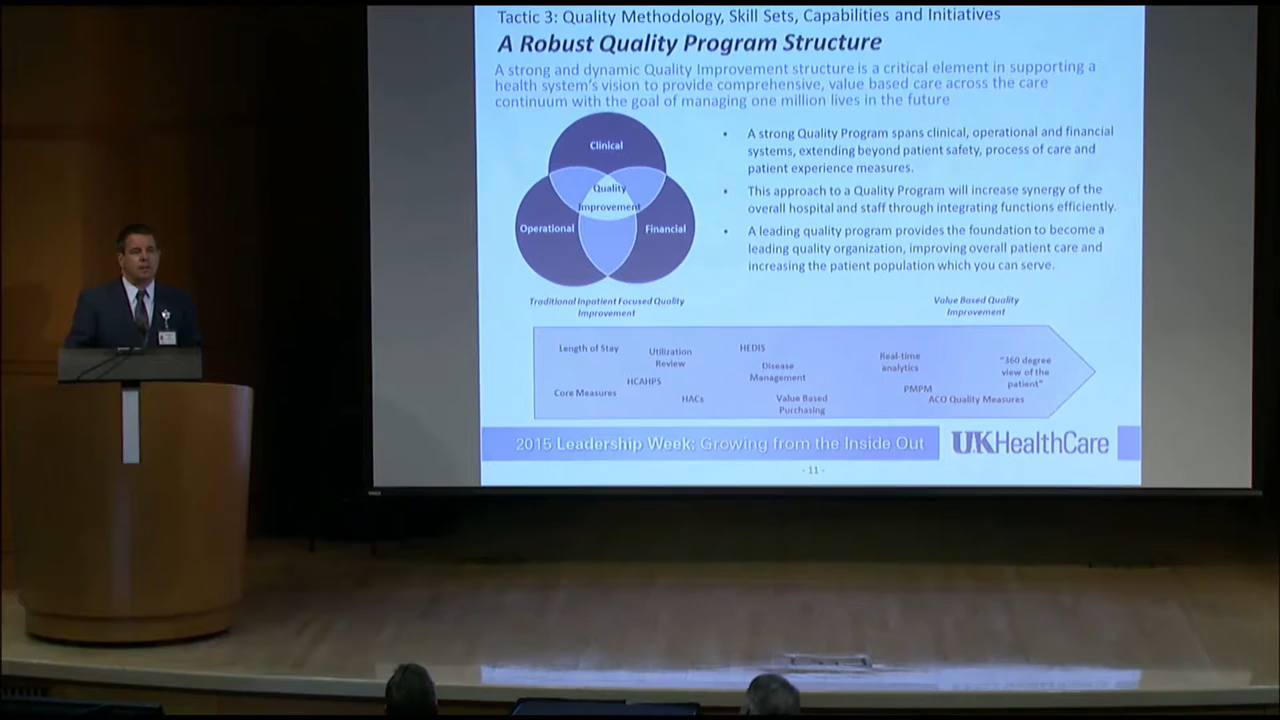 Tactic 3: Quality Methodology, Skill Sets, Capabilities and Initiatives
A Robust Quality Program Structure
A strong and dynamic Quality Improvement structure is a critical element in supporting a
health system's vision to provide comprehensive, value based care across the care
continuum with the goal of managing one million lives in the future
Clinical
Quality
Improvement
Operational
Financial
• A strong Quality Program spans clinical, operational and financial
systems, extending beyond patient safety, process of care and
patient experience measures.
• This approach to a Quality Program will increase synergy of the
overall hospital and staff through integrating functions efficiently.
• A leading quality program provides the foundation to become a
leading quality organization, improving overall patient care and
increasing the patient population which you can serve.
Traditional Inpatient Focused Quality
Improvement
Value Based Quality
Improvement
Length of Stay
Core Measures
Utilization
Review
HCAHPS
HACs
HEDIS
Disease
Management
Value Based
Purchasing
Real-time
analytics
PMPM
ACO Quality Measures
"360 degree
view of the
patient"
2015 Leadership Week: Growing from the Inside Out
UKHealthCare
- 11 -